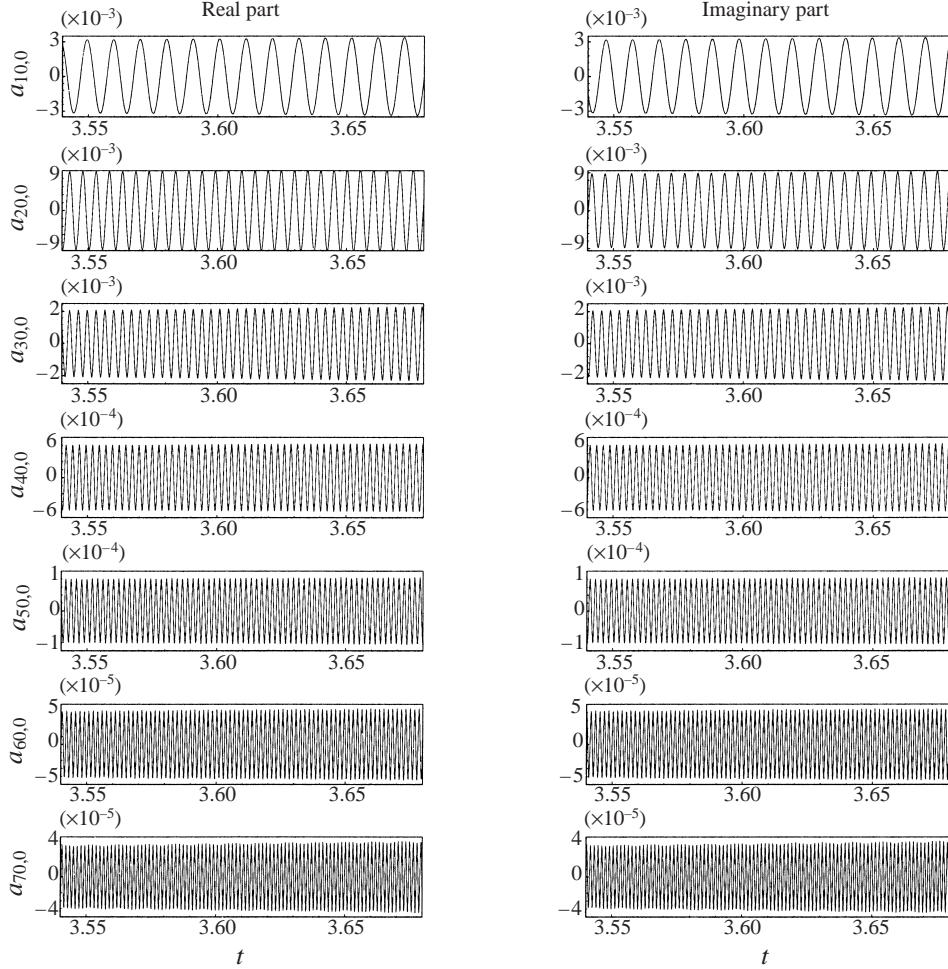 Real part Imaginary part
(×10−3) (×10−3)
a10,0 3 0 −3 3 0 −3
3.55 3.60 3.65 3.55 3.60 3.65
(×10−3) (×10−3)
a20,0 9 0 −9 9 0 −9
3.55 3.60 3.65 3.55 3.60 3.65
(×10−3) (×10−3)
a30,0 2 0 −2 2 0 −2
3.55 3.60 3.65 3.55 3.60 3.65
(×10−4) (×10−4)
a40,0 6 0 −6 6 0 −6
3.55 3.60 3.65 3.55 3.60 3.65
(×10−4) (×10−4)
a50,0 1 0 −1 1 0 −1
3.55 3.60 3.65 3.55 3.60 3.65
(×10−5) (×10−5)
a60,0 5 0 −5 5 0 −5
3.55 3.60 3.65 3.55 3.60 3.65
(×10−5) (×10−5)
a70,0 4 0 −4 4 0 −4
3.55 3.60 3.65 3.55 3.60 3.65
t t